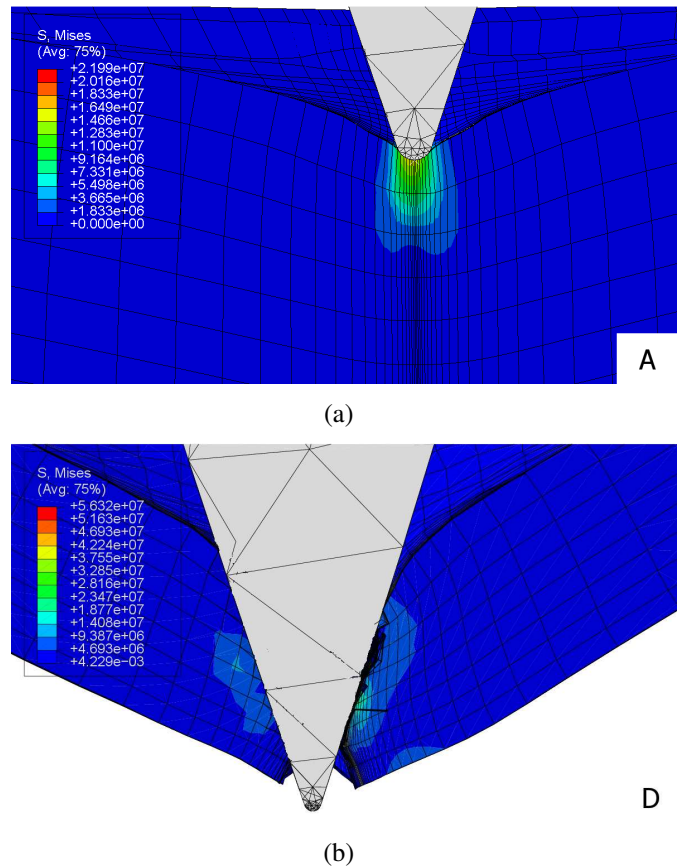 S, Mises
(Avg: 75%)
+2.199e+07
+2.016e+07
+1.833e+07
+1.649e+07
+1.466e+07
+1.283e+07
+1.100e+07
+9.164e+06
+7.331e+06
+5.498e+06
+3.665e+06
+1.833e+06
+0.000e+00
A
(a)
S, Mises
(Avg: 75%)
+5.632e+07
+5.163e+07
+4.693e+07
+4.224e+07
+3.755e+07
+3.285e+07
+2.816e+07
+2.347e+07
+1.877e+07
+1.408e+07
+9.387e+06
+4.693e+06
+4.229e−03
D
(b)